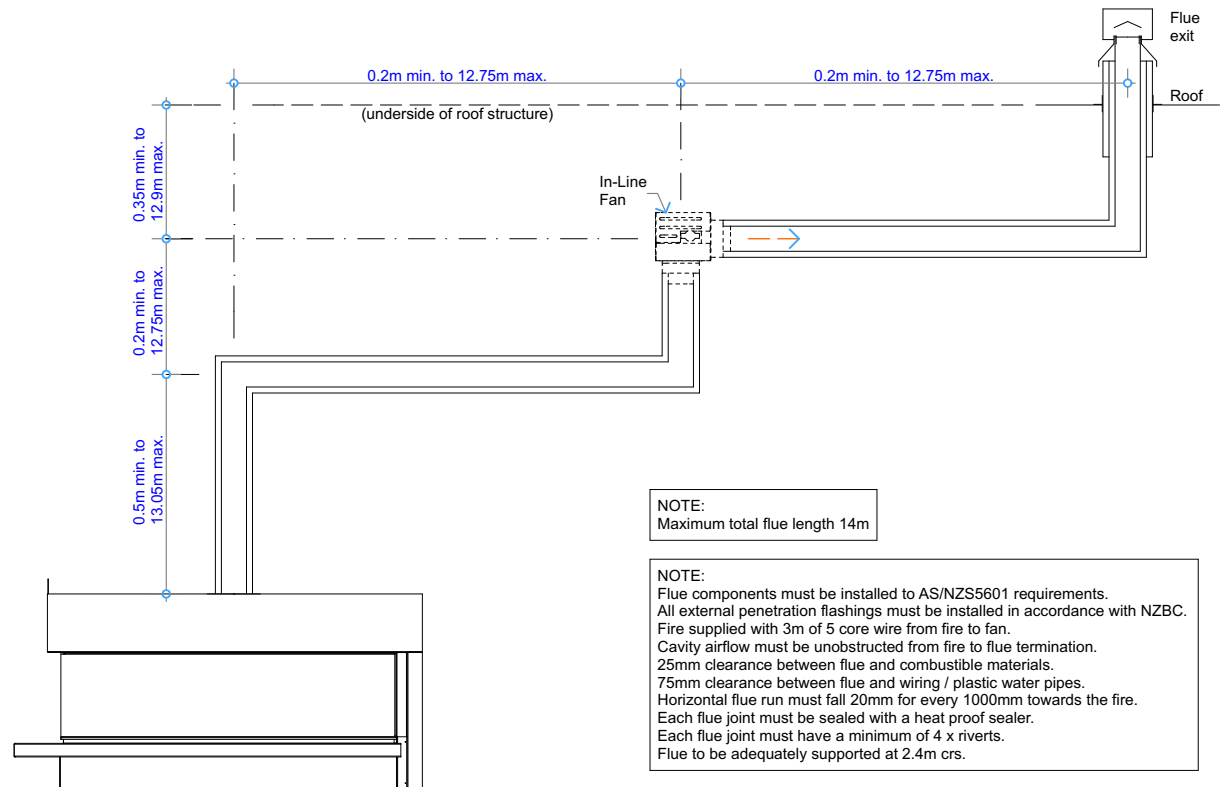 Flue
exit
0.2m min. to 12.75m max.
0.2m min. to 12.75m max.
Roof
(underside of roof structure)
0.35m min. to
12.9m max.
In-Line
Fan
0.2m min. to
12.75m max.
0.5m min. to
13.05m max.
NOTE:
Maximum total flue length 14m
NOTE:
Flue components must be installed to AS/NZS5601 requirements.
All external penetration flashings must be installed in accordance with NZBC.
Fire supplied with 3m of 5 core wire from fire to fan.
Cavity airflow must be unobstructed from fire to flue termination.
25mm clearance between flue and combustible materials.
75mm clearance between flue and wiring / plastic water pipes.
Horizontal flue run must fall 20mm for every 1000mm towards the fire.
Each flue joint must be sealed with a heat proof sealer.
Each flue joint must have a minimum of 4 x riverts.
Flue to be adequately supported at 2.4m crs.